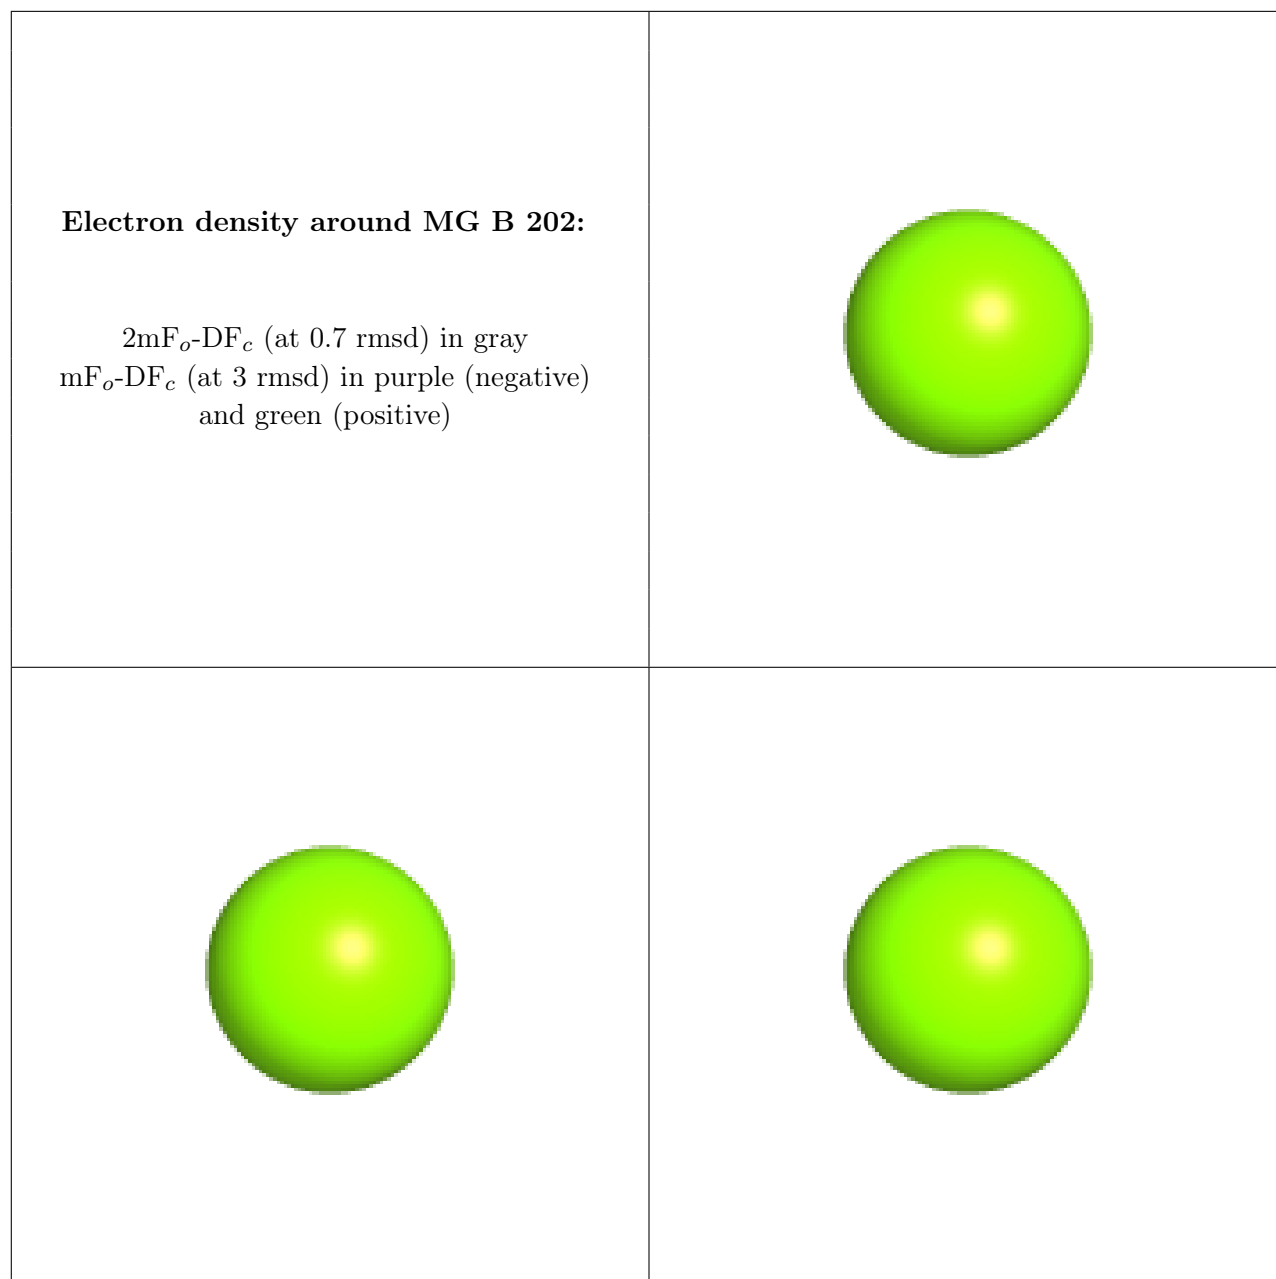 Electron density around MG B 202:
2mFo-DFc (at 0.7 rmsd) in gray
mFo-DFc (at 3 rmsd) in purple (negative)
and green (positive)